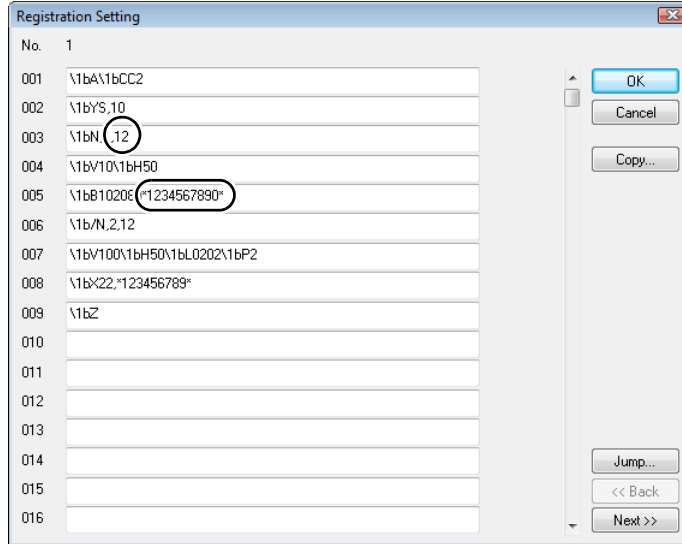 Registration Setting
No. 1
001 \1bA\1bCC2
002 \1bYS,10
003 \1bN, ,12
004 \1bV10\1bH50
005 \1bB10208 *1234567890*
006 \1b/N,2,12
007 \1bV100\1bH50\1bL0202\1bP2
008 \1bX22,*123456789*
009 \1bZ
010
011
012
013
014
015
016
OK
Cancel
Copy...
Jump...
<< Back
Next >>